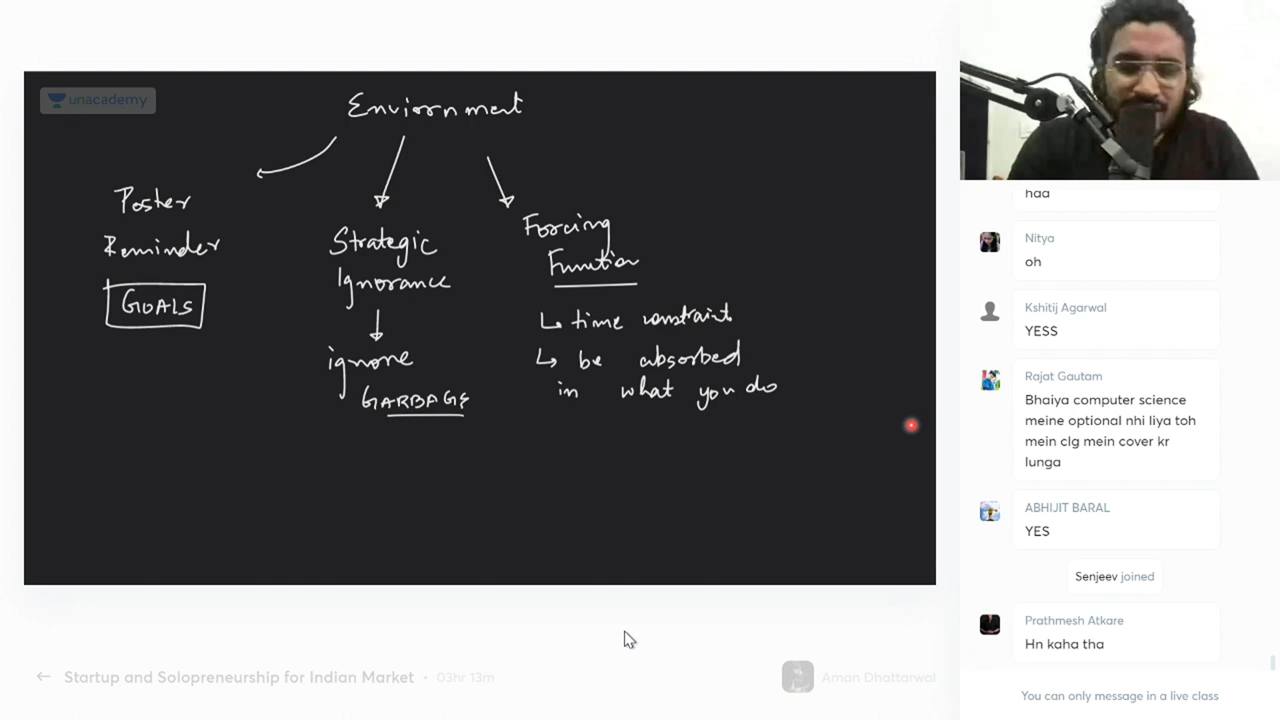 unacademy
Enviornment
Poster
Reminder
GOALS
Strategic
Ignorance
ignore
GARBAGE
Forcing
Function
↳ time constraint
↳ be absorbed
in what you do
haa
Nitya
oh
Kshitij Agarwal
YESS
Rajat Gautam
Bhaiya computer science
meine optional nhi liya toh
mein clg mein cover kr
lunga
ABHIJIT BARAL
YES
Senjeev joined
Prathmesh Atkare
Hn kaha tha
You can only message in a live class
← Startup and Solopreneurship for Indian Market • 03hr 13m
Aman Dhattarwal